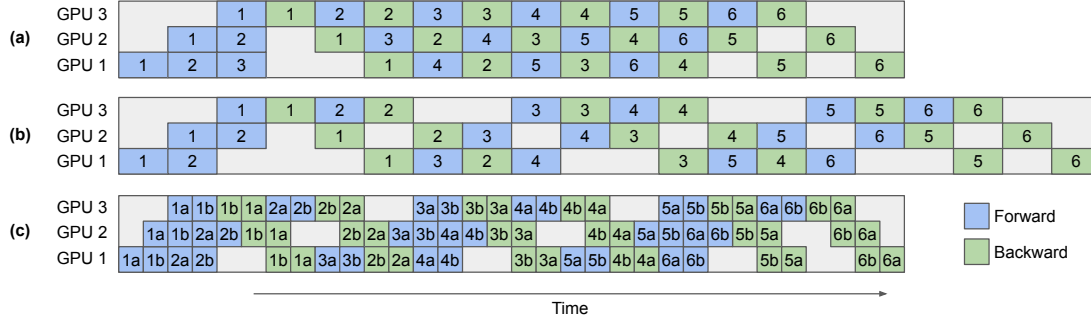 GPU 3 1 1 2 2 3 3 4 4 5 5 6 6
(a) GPU 2 1 2 1 3 2 4 3 5 4 6 5 6
GPU 1 1 2 3 1 4 2 5 3 6 4 5 6
GPU 3 1 1 2 2 3 3 4 4 5 5 6 6
(b) GPU 2 1 2 1 2 3 4 3 4 5 6 5 6
GPU 1 1 2 1 3 2 4 3 5 4 6 5 6
GPU 3 1a 1b 1b 1a 2a 2b 2b 2a 3a 3b 3b 3a 4a 4b 4b 4a 5a 5b 5b 5a 6a 6b 6b 6a
(c) GPU 2 1a 1b 2a 2b 1b 1a 2b 2a 3a 3b 4a 4b 3b 3a 4b 4a 5a 5b 6a 6b 5b 5a 6b 6a
GPU 1 1a 1b 2a 2b 1b 1a 3a 3b 2b 2a 4a 4b 3b 3a 5a 5b 4b 4a 6a 6b 5b 5a 6b 6a
Forward
Backward
Time